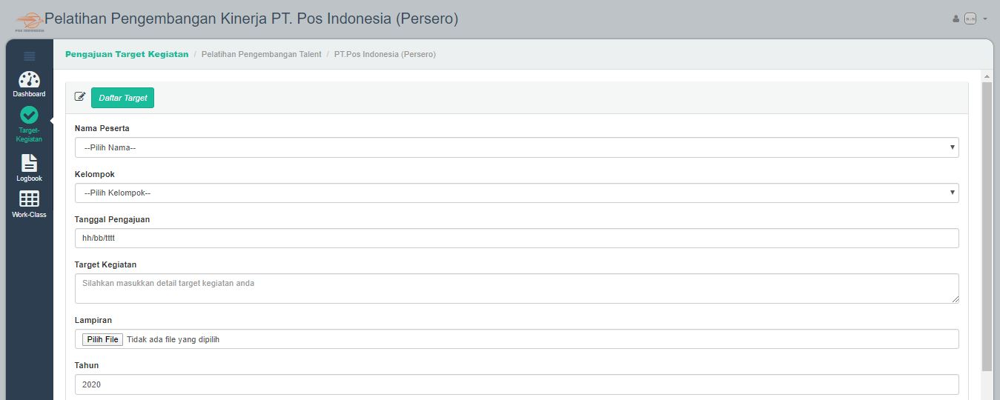 Pelatihan Pengembangan Kinerja PT. Pos Indonesia (Persero)
POS INDONESIA
Pengajuan Target Kegiatan / Pelatihan Pengembangan Talent / PT.Pos Indonesia (Persero)
Dashboard
Target-
Kegiatan
Logbook
Work-Class
Daftar Target
Nama Peserta
--Pilih Nama--
Kelompok
--Pilih Kelompok--
Tanggal Pengajuan
hh/bb/tttt
Target Kegiatan
Silahkan masukkan detail target kegiatan anda
Lampiran
Pilih File Tidak ada file yang dipilih
Tahun
2020